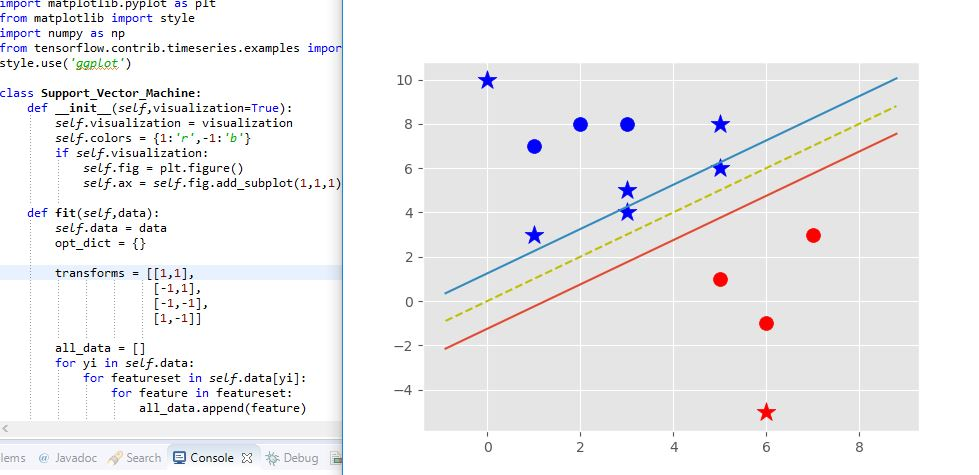 import matplotlib.pyplot as plt
from matplotlib import style
import numpy as np
from tensorflow.contrib.timeseries.examples impor
style.use('ggplot')
class Support_Vector_Machine:
def __init__(self,visualization=True):
self.visualization = visualization
self.colors = {1:'r',-1:'b'}
if self.visualization:
self.fig = plt.figure()
self.ax = self.fig.add_subplot(1,1,1)
def fit(self,data):
self.data = data
opt_dict = {}
transforms = [[1,1],
[-1,1],
[-1,-1],
[1,-1]]
all_data = []
for yi in self.data:
for featureset in self.data[yi]:
for feature in featureset:
all_data.append(feature)
lems @ Javadoc Search Console Debug
10
8
6
4
2
0
−2
−4
0 2 4 6 8